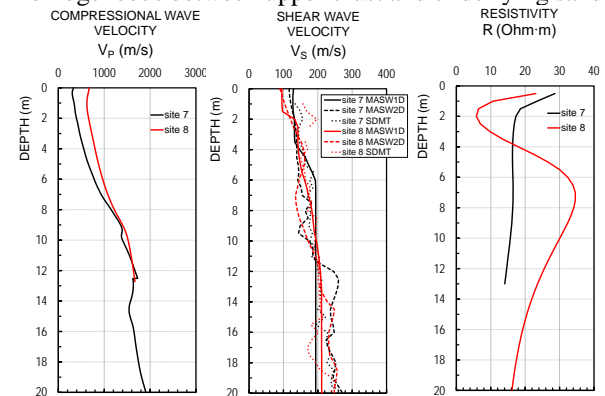 COMPRESSIONAL WAVE
VELOCITY
VP (m/s)
0 1000 2000 3000
DEPTH (m)
0
2
4
6
8
10
12
14
16
18
20
site 7
site 8
SHEAR WAVE
VELOCITY
VS (m/s)
0 100 200 300 400
DEPTH (m)
0
2
4
6
8
10
12
14
16
18
20
site 7 MASW1D
site 7 MASW2D
site 7 SDMT
site 8 MASW1D
site 8 MASW2D
site 8 SDMT
RESISTIVITY
R (Ohm·m)
0 10 20 30 40
DEPTH (m)
0
2
4
6
8
10
12
14
16
18
20
site 7
site 8